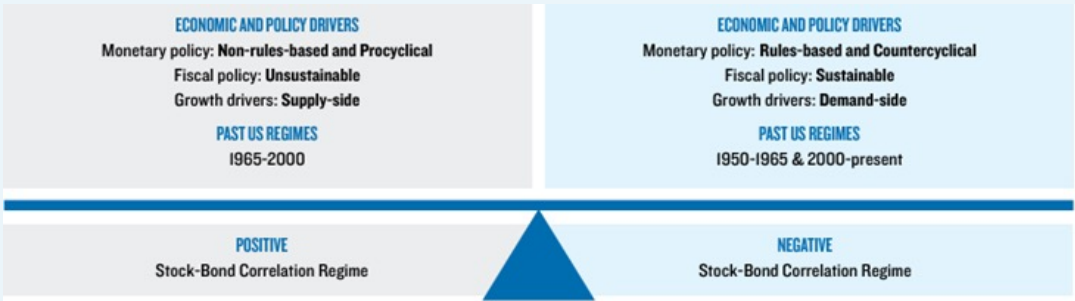 ECONOMIC AND POLICY DRIVERS
Monetary policy: Non-rules-based and Procyclical
Fiscal policy: Unsustainable
Growth drivers: Supply-side
PAST US REGIMES
1965-2000
ECONOMIC AND POLICY DRIVERS
Monetary policy: Rules-based and Countercyclical
Fiscal policy: Sustainable
Growth drivers: Demand-side
PAST US REGIMES
1950-1965 & 2000-present
POSITIVE
Stock-Bond Correlation Regime
NEGATIVE
Stock-Bond Correlation Regime